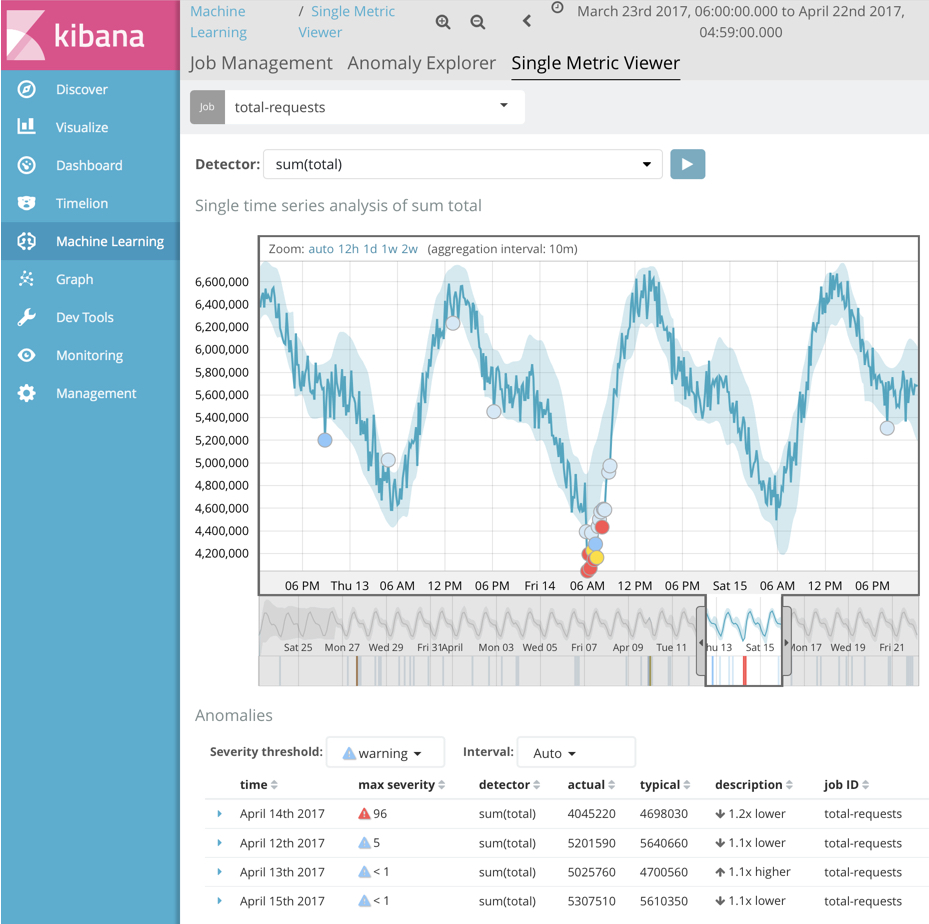 kibana
Discover
Visualize
Dashboard
Timelion
Machine Learning
Graph
Dev Tools
Monitoring
Management
Machine Learning / Single Metric Viewer
March 23rd 2017, 06:00:00.000 to April 22nd 2017, 04:59:00.000
Job Management Anomaly Explorer Single Metric Viewer
Job total-requests
Detector: sum(total)
Single time series analysis of sum total
Zoom: auto 12h 1d 1w 2w (aggregation interval: 10m)
6,600,000
6,400,000
6,200,000
6,000,000
5,800,000
5,600,000
5,400,000
5,200,000
5,000,000
4,800,000
4,600,000
4,400,000
4,200,000
06 PM Thu 13 06 AM 12 PM 06 PM Fri 14 06 AM 12 PM 06 PM Sat 15 06 AM 12 PM 06 PM
Sat 25 Mon 27 Wed 29 Fri 31 April Mon 03 Wed 05 Fri 07 Apr 09 Tue 11 hu 13 Sat 15 Mon 17 Wed 19 Fri 21
Anomalies
Severity threshold: warning Interval: Auto
time max severity detector actual typical description job ID
April 14th 2017 96 sum(total) 4045220 4698030 1.2x lower total-requests
April 12th 2017 5 sum(total) 5201590 5640660 1.1x lower total-requests
April 13th 2017 < 1 sum(total) 5025760 4700560 1.1x higher total-requests
April 15th 2017 < 1 sum(total) 5307510 5610350 1.1x lower total-requests